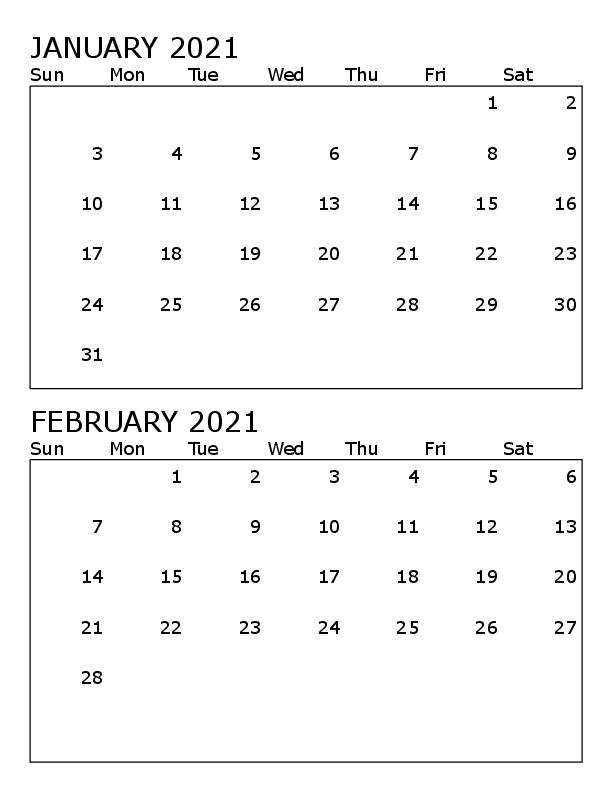 JANUARY 2021
Sun Mon Tue Wed Thu Fri Sat
1 2
3 4 5 6 7 8 9
10 11 12 13 14 15 16
17 18 19 20 21 22 23
24 25 26 27 28 29 30
31
FEBRUARY 2021
Sun Mon Tue Wed Thu Fri Sat
1 2 3 4 5 6
7 8 9 10 11 12 13
14 15 16 17 18 19 20
21 22 23 24 25 26 27
28